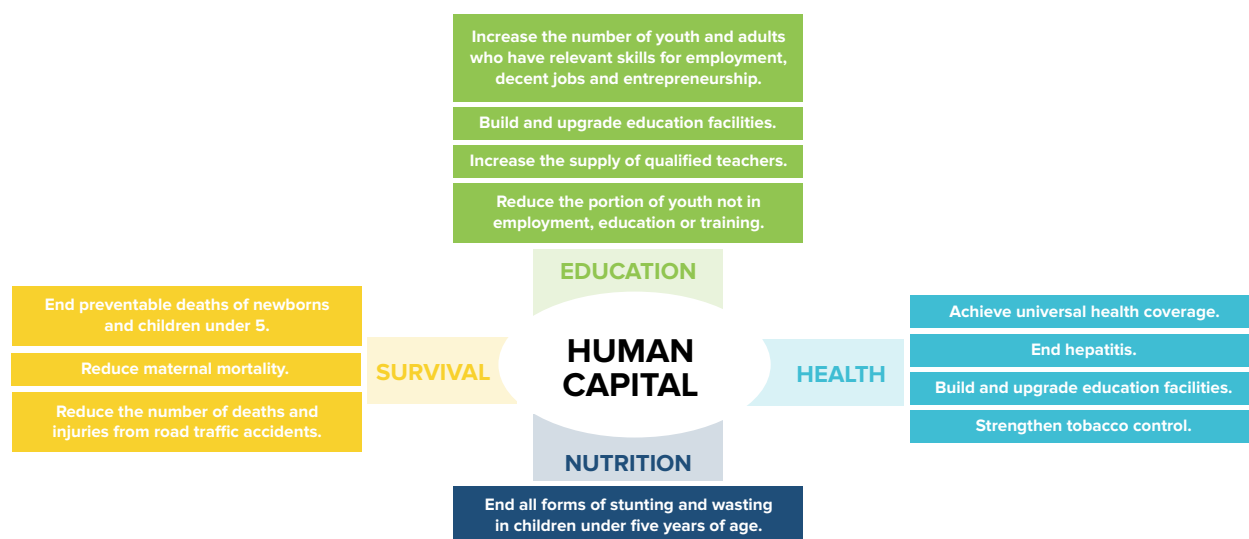 Increase the number of youth and adults
who have relevant skills for employment,
decent jobs and entrepreneurship.
Build and upgrade education facilities.
Increase the supply of qualified teachers.
Reduce the portion of youth not in
employment, education or training.
EDUCATION
End preventable deaths of newborns
and children under 5.
Reduce maternal mortality.
Reduce the number of deaths and
injuries from road traffic accidents.
SURVIVAL
HUMAN
CAPITAL
HEALTH
Achieve universal health coverage.
End hepatitis.
Build and upgrade education facilities.
Strengthen tobacco control.
NUTRITION
End all forms of stunting and wasting
in children under five years of age.